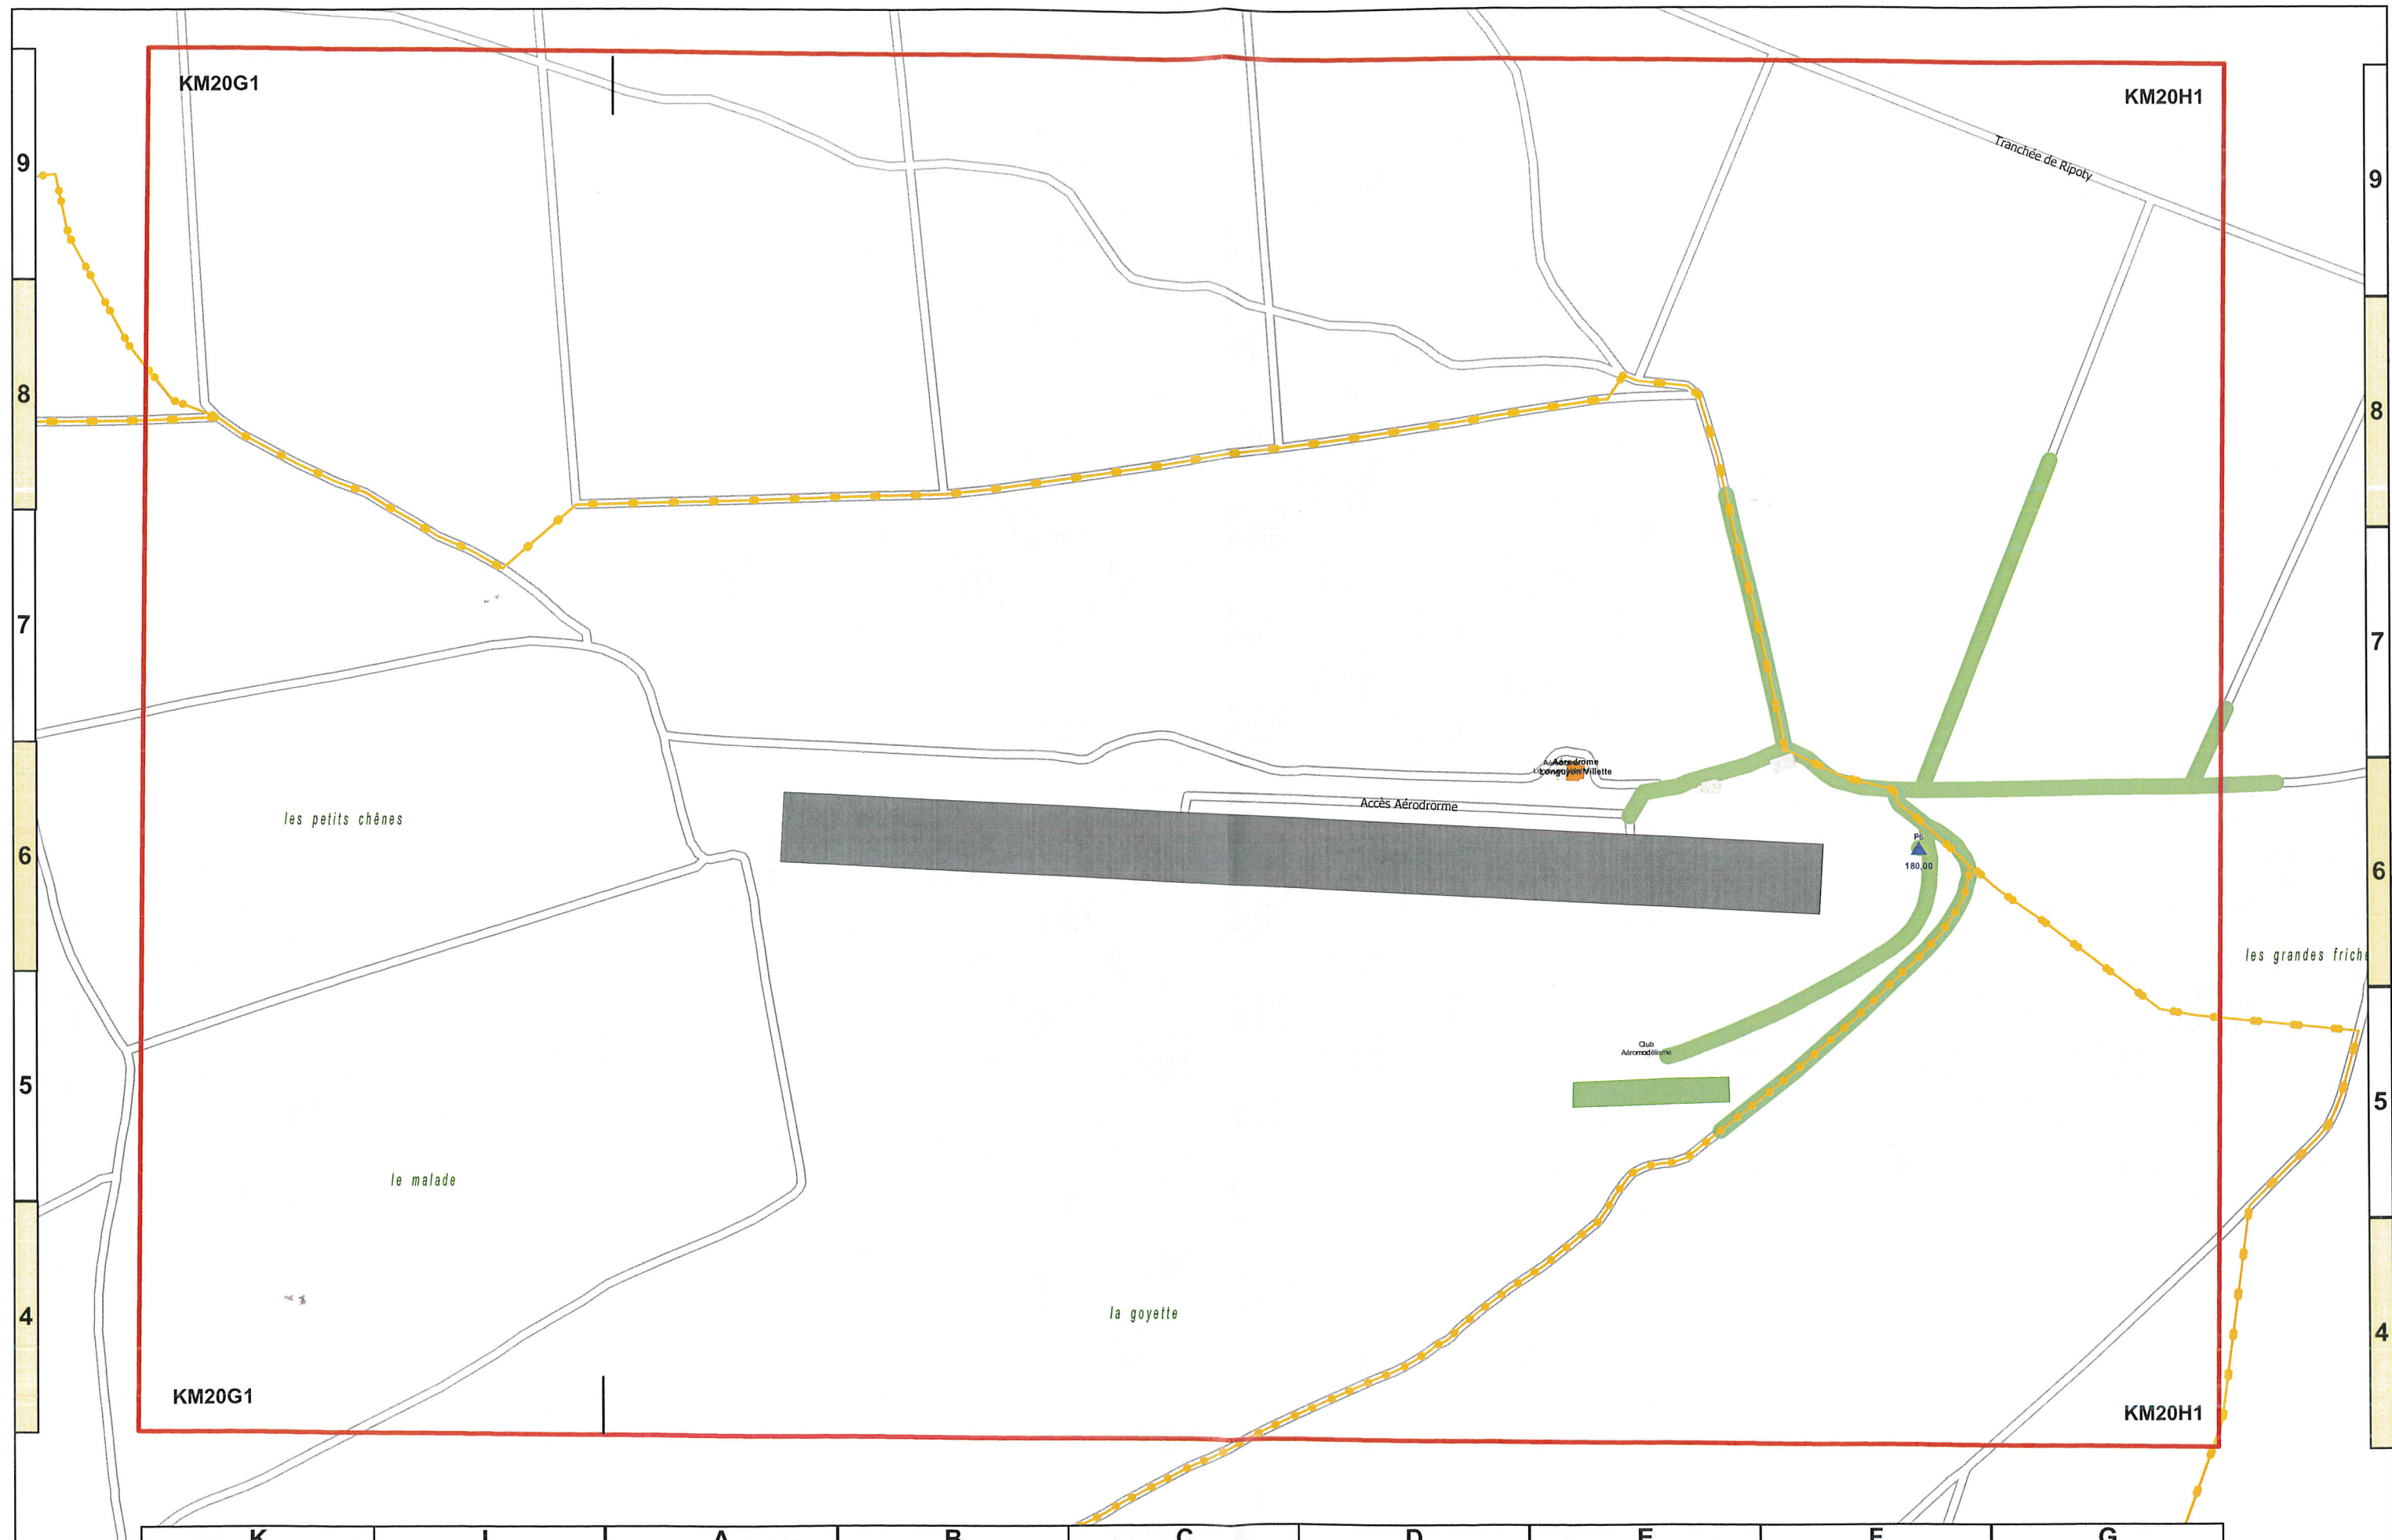 KM20G1
KM20H1
9
9
Tranchée de Ripoty
8
8
7
7
Aérodrome
Longuyon Villette
Accès Aérodrorme
les petits chênes
6
P6
180,00
6
les grandes frich
Club
Aéromodélisme
5
5
le malade
la goyette
4
4
KM20G1
KM20H1
K
L
A
B
C
D
E
F
G